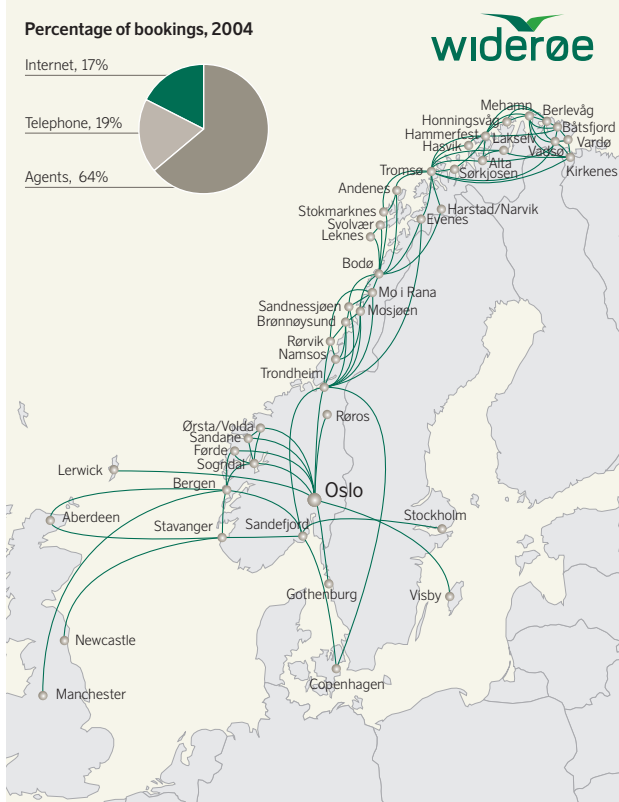 Percentage of bookings, 2004
widerøe
Internet, 17%
Telephone, 19%
Agents, 64%
Mehamn
Berlevåg
Honningsvåg
Båtsfjord
Hammerfest
Lakselv
Vardø
Hasvik
Vadsø
Alta
Tromsø
Sørkjosen
Kirkenes
Andenes
Stokmarknes
Harstad/Narvik
Svolvær
Evenes
Leknes
Bodø
Mo i Rana
Sandnessjøen
Mosjøen
Brønnøysund
Rørvik
Namsos
Trondheim
Røros
Ørsta/Volda
Sandane
Førde
Sogndal
Lerwick
Bergen
Oslo
Aberdeen
Stockholm
Stavanger
Sandefjord
Gothenburg
Visby
Newcastle
Copenhagen
Manchester